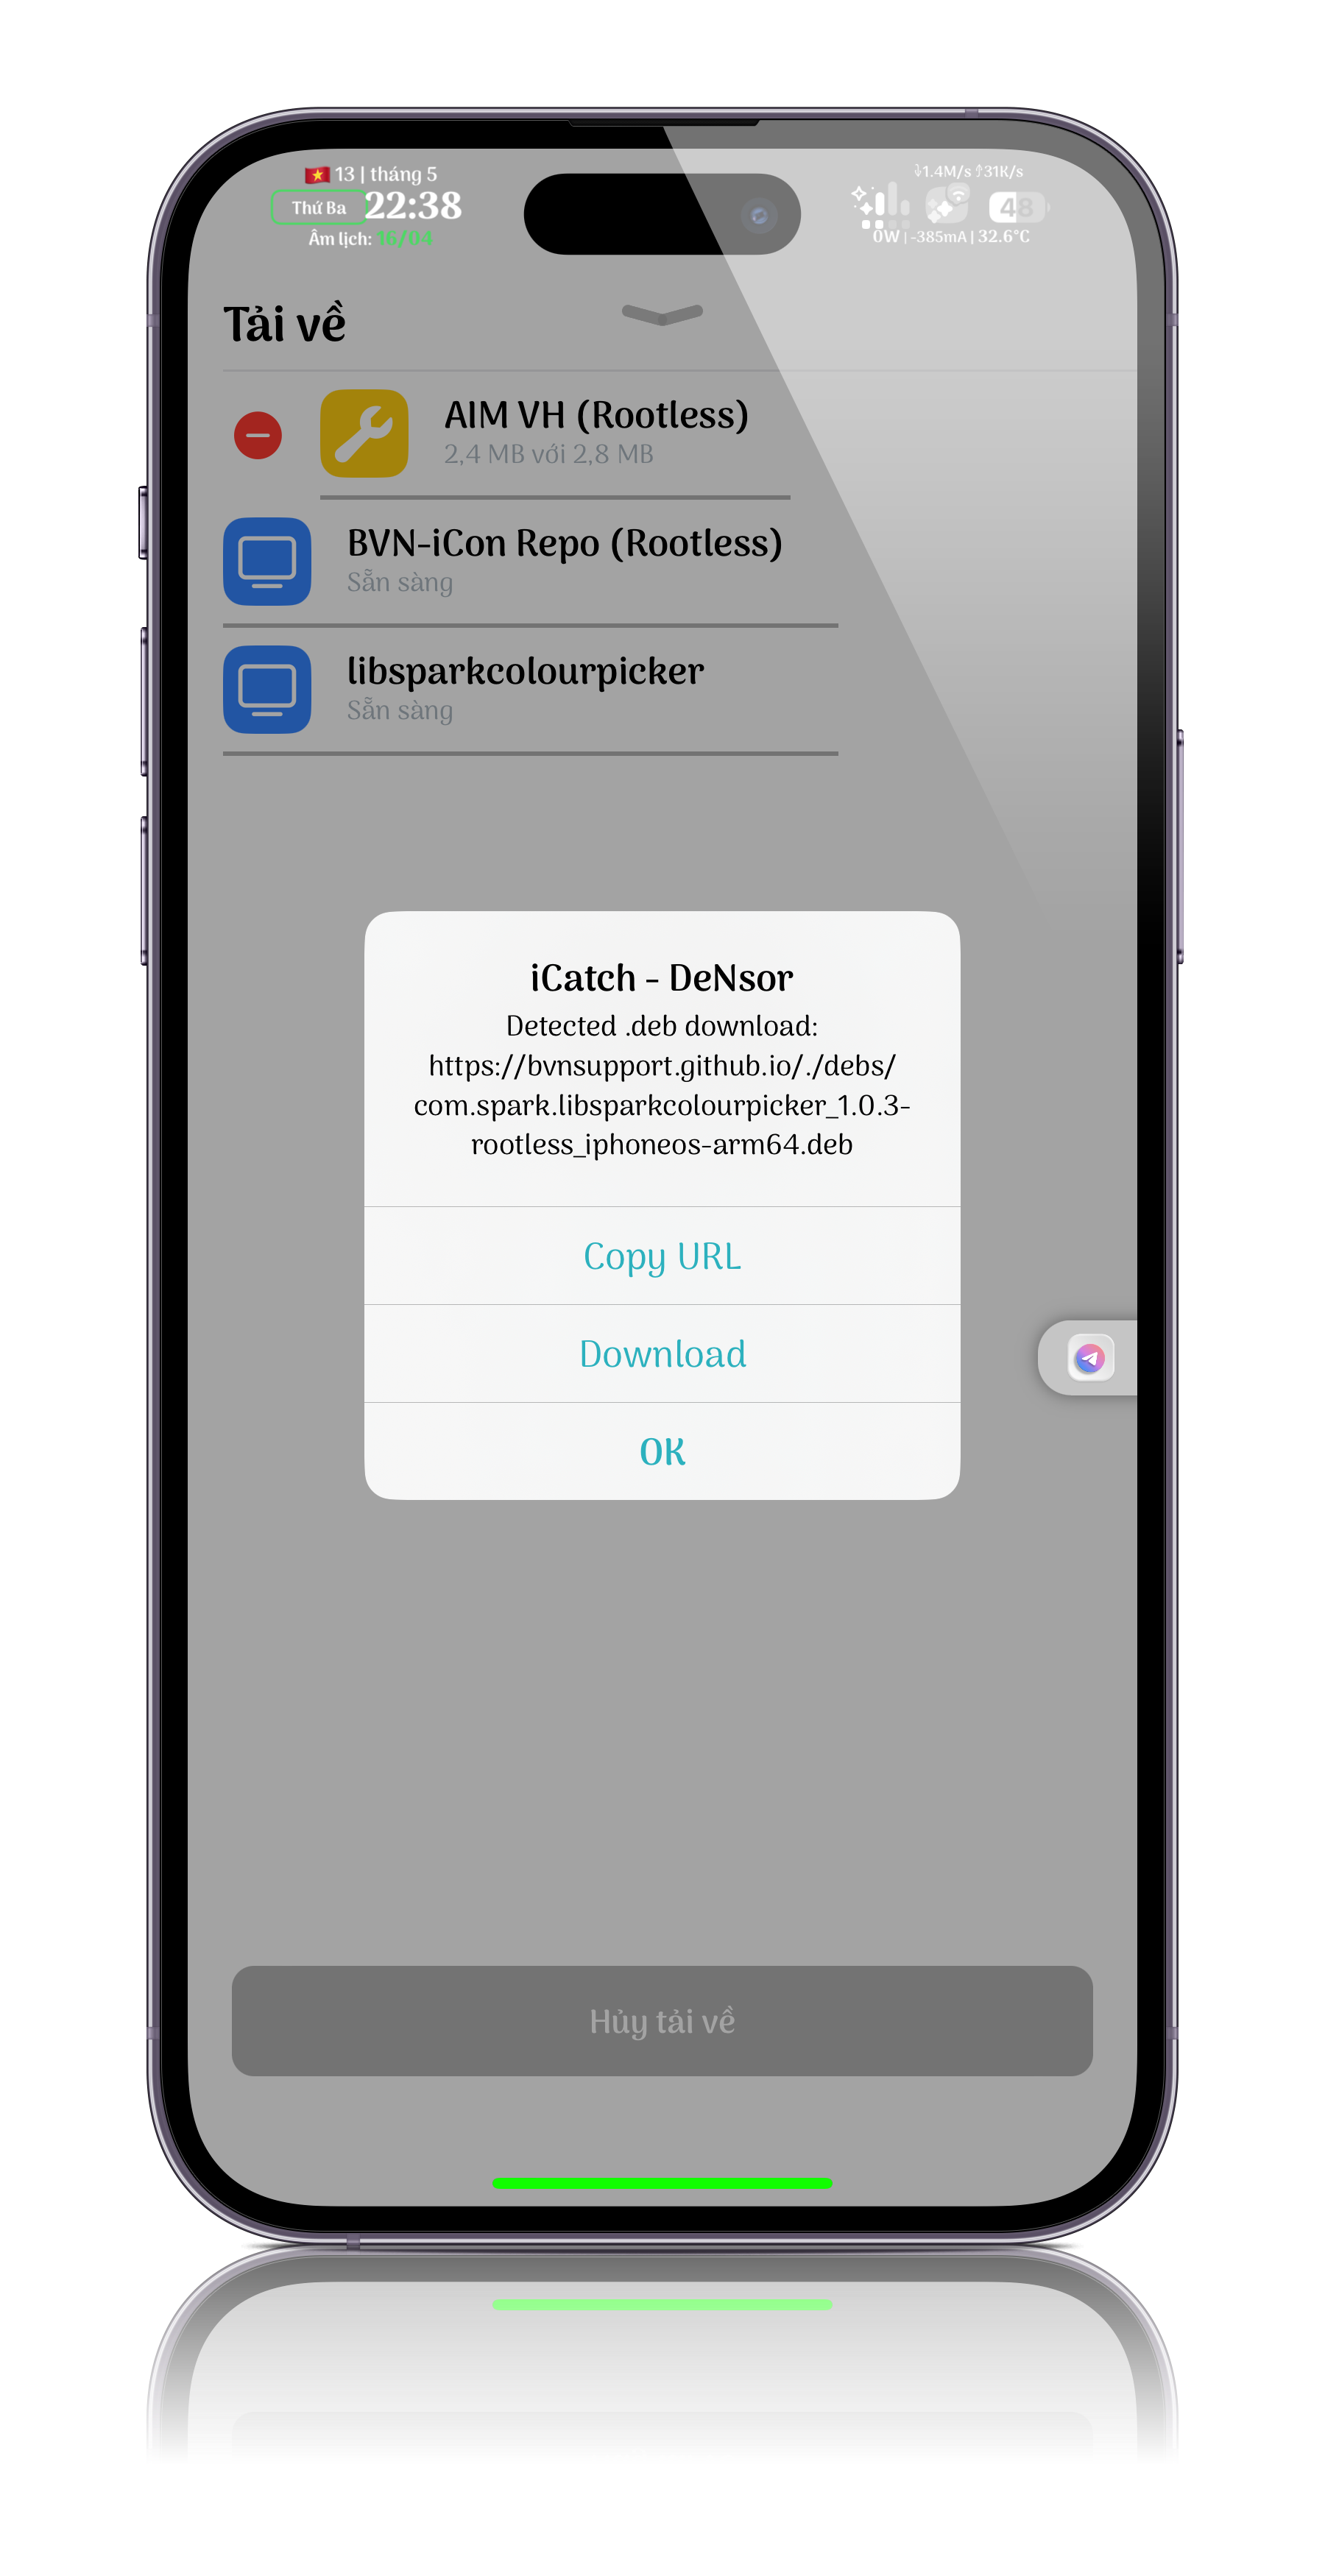 13 | tháng 5
Thứ Ba 22:38
Âm lịch: 16/04
1.4M/s 31K/s
48
0W | -385mA | 32.6°C
Tải về
AIM VH (Rootless)
2,4 MB với 2,8 MB
BVN-iCon Repo (Rootless)
Sẵn sàng
libsparkcolourpicker
Sẵn sàng
iCatch - DeNsor
Detected .deb download:
https://bvnsupport.github.io/./debs/
com.spark.libsparkcolourpicker_1.0.3-
rootless_iphoneos-arm64.deb
Copy URL
Download
OK
Hủy tải về